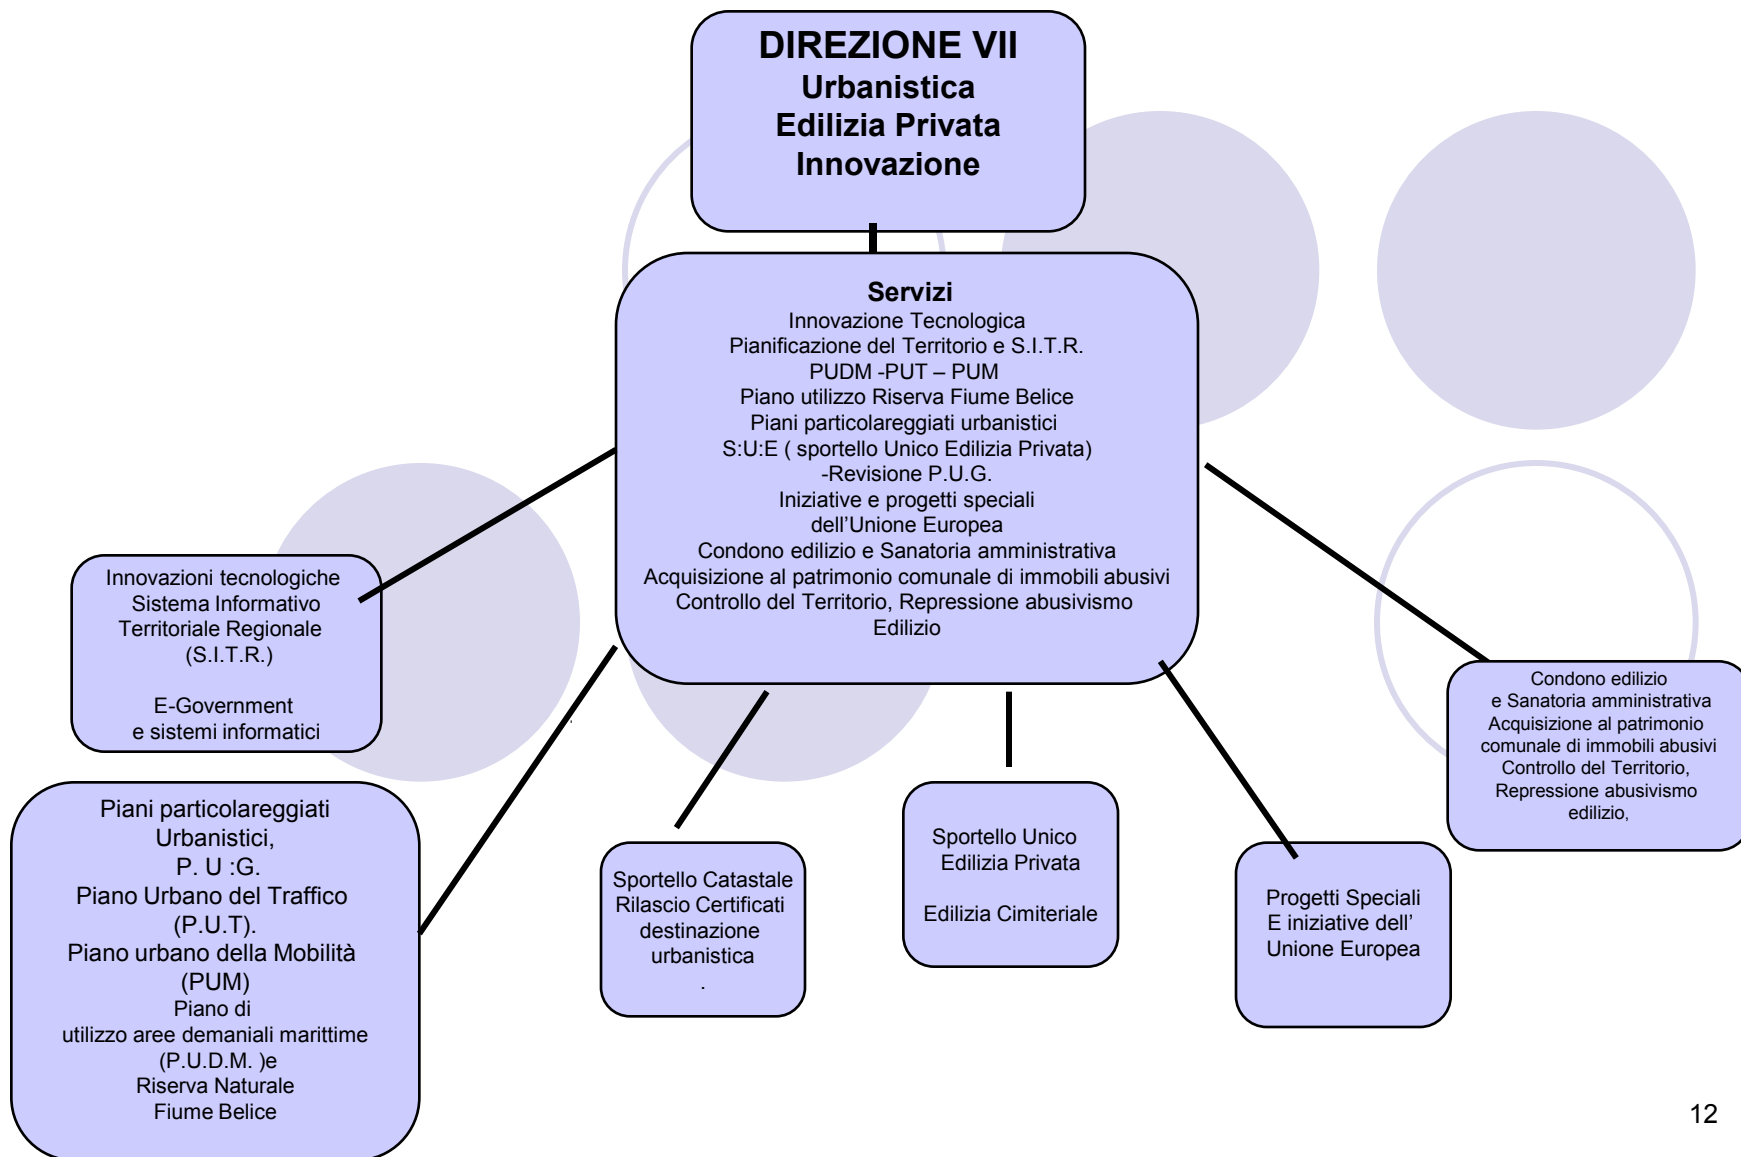 DIREZIONE VII
Urbanistica
Edilizia Privata
Innovazione
Servizi
Innovazione Tecnologica
Pianificazione del Territorio e S.I.T.R.
PUDM -PUT – PUM
Piano utilizzo Riserva Fiume Belice
Piani particolareggiati urbanistici
S:U:E ( sportello Unico Edilizia Privata)
-Revisione P.U.G.
Iniziative e progetti speciali
dell’Unione Europea
Condono edilizio e Sanatoria amministrativa
Acquisizione al patrimonio comunale di immobili abusivi
Controllo del Territorio, Repressione abusivismo
Edilizio
Innovazioni tecnologiche
Sistema Informativo
Territoriale Regionale
(S.I.T.R.)
E-Government
e sistemi informatici
Piani particolareggiati
Urbanistici,
P. U :G.
Piano Urbano del Traffico
(P.U.T).
Piano urbano della Mobilità
(PUM)
Piano di
utilizzo aree demaniali marittime
(P.U.D.M. )e
Riserva Naturale
Fiume Belice
Sportello Catastale
Rilascio Certificati
destinazione
urbanistica
.
Sportello Unico
Edilizia Privata
Edilizia Cimiteriale
Progetti Speciali
E iniziative dell’
Unione Europea
Condono edilizio
e Sanatoria amministrativa
Acquisizione al patrimonio
comunale di immobili abusivi
Controllo del Territorio,
Repressione abusivismo
edilizio,
12